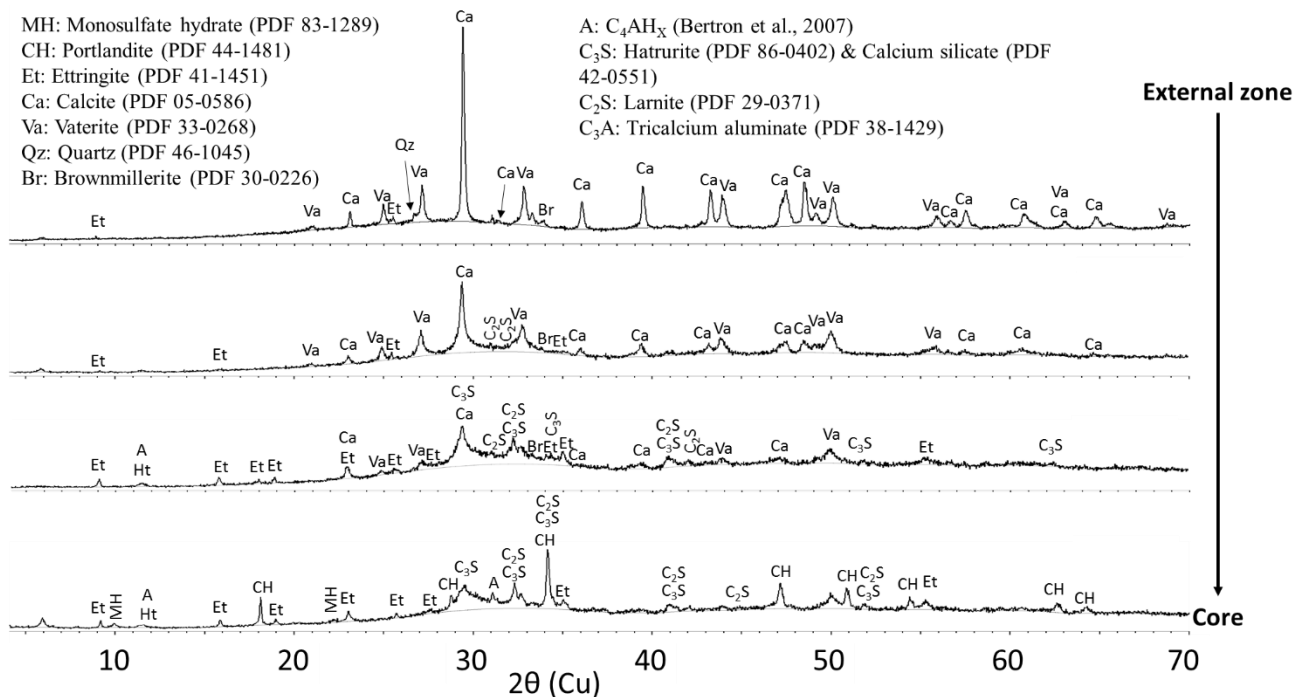 MH: Monosulfate hydrate (PDF 83-1289)
CH: Portlandite (PDF 44-1481)
Et: Ettringite (PDF 41-1451)
Ca: Calcite (PDF 05-0586)
Va: Vaterite (PDF 33-0268)
Qz: Quartz (PDF 46-1045)
Br: Brownmillerite (PDF 30-0226)
A: C₄AHₓ (Bertron et al., 2007)
C₃S: Hatrurite (PDF 86-0402) & Calcium silicate (PDF
42-0551)
C₂S: Larnite (PDF 29-0371)
C₃A: Tricalcium aluminate (PDF 38-1429)
External zone
Et Va Ca Va Et Qz Va Ca Ca Va Br Ca Ca Ca Va Ca Ca Va Va Va Ca Ca Ca Va Ca Ca Va
Et Et Va Ca Va Et Va Ca C₂S C₂S Va Br Et Ca Ca Ca Va Ca Ca Va Va Va Ca Ca Ca
Et A Ht Et Et Et Ca Et Va Et Va Et C₃S Ca C₂S C₂S C₃S Br Et C₃S Et Ca Ca C₂S C₃S C₂S Ca Va Ca Va C₃S Et C₃S
Et MH A Ht Et CH Et MH Et Et Et CH C₃S A C₂S C₃S C₂S C₃S CH Et C₂S C₃S C₂S CH CH C₂S C₃S CH Et CH CH
Core
10 20 30 40 50 60 70
2θ (Cu)